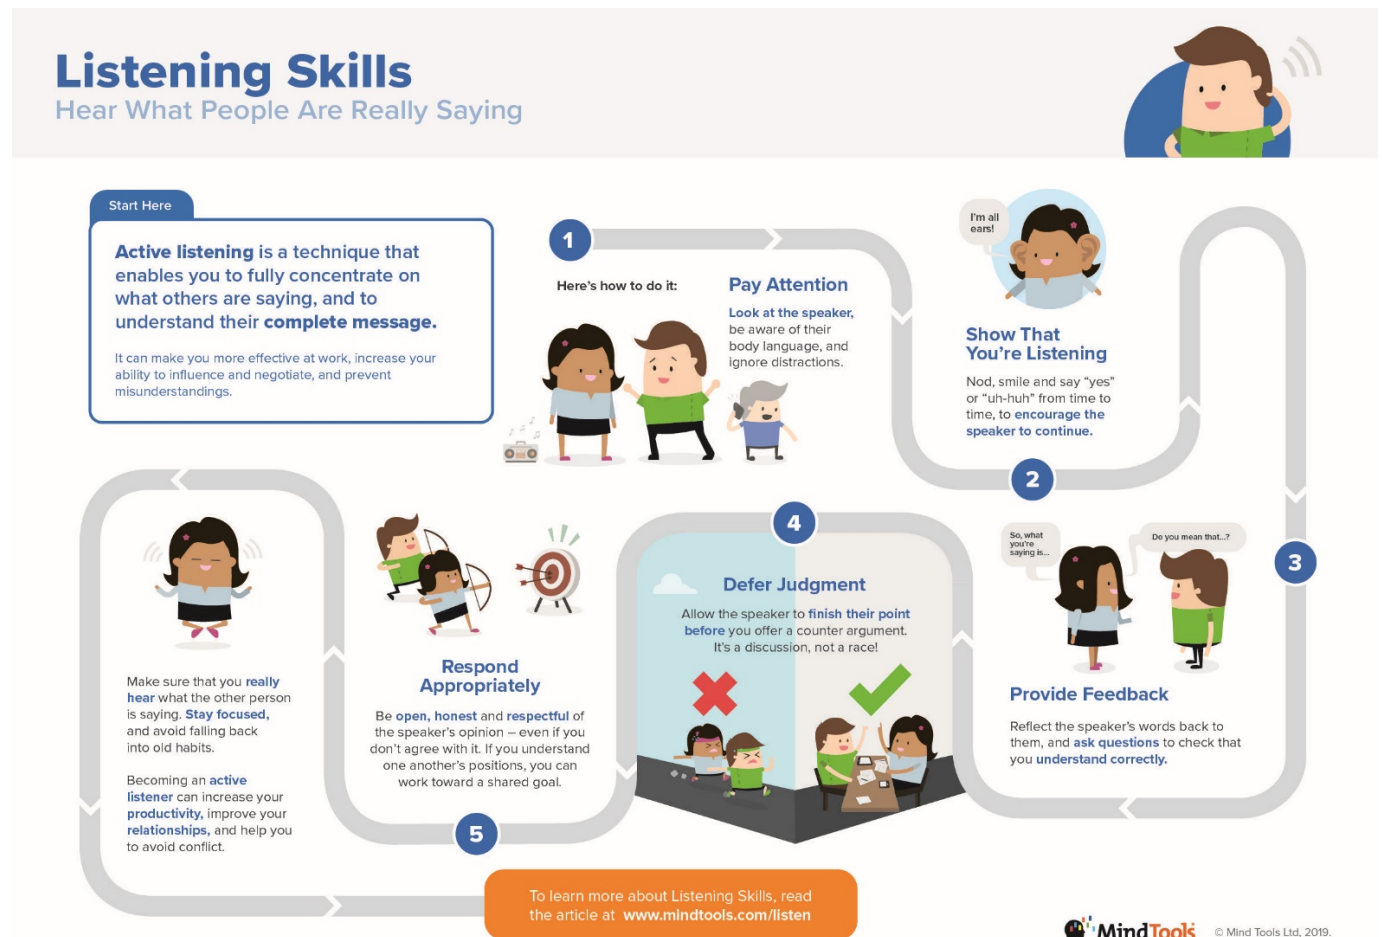 Listening Skills
Hear What People Are Really Saying
Start Here
Active listening is a technique that
enables you to fully concentrate on
what others are saying, and to
understand their complete message.
It can make you more effective at work, increase your
ability to influence and negotiate, and prevent
misunderstandings.
1
Here's how to do it:
Pay Attention
Look at the speaker,
be aware of their
body language, and
ignore distractions.
I'm all
ears!
Show That
You're Listening
Nod, smile and say “yes”
or “uh-huh” from time to
time, to encourage the
speaker to continue.
2
3
So, what
you're
saying is...
Do you mean that...?
Provide Feedback
Reflect the speaker's words back to
them, and ask questions to check that
you understand correctly.
4
Defer Judgment
Allow the speaker to finish their point
before you offer a counter argument.
It's a discussion, not a race!
Respond
Appropriately
Be open, honest and respectful of
the speaker's opinion – even if you
don't agree with it. If you understand
one another's positions, you can
work toward a shared goal.
5
Make sure that you really
hear what the other person
is saying. Stay focused,
and avoid falling back
into old habits.
Becoming an active
listener can increase your
productivity, improve your
relationships, and help you
to avoid conflict.
To learn more about Listening Skills, read
the article at www.mindtools.com/listen
MindTools
© Mind Tools Ltd, 2019.